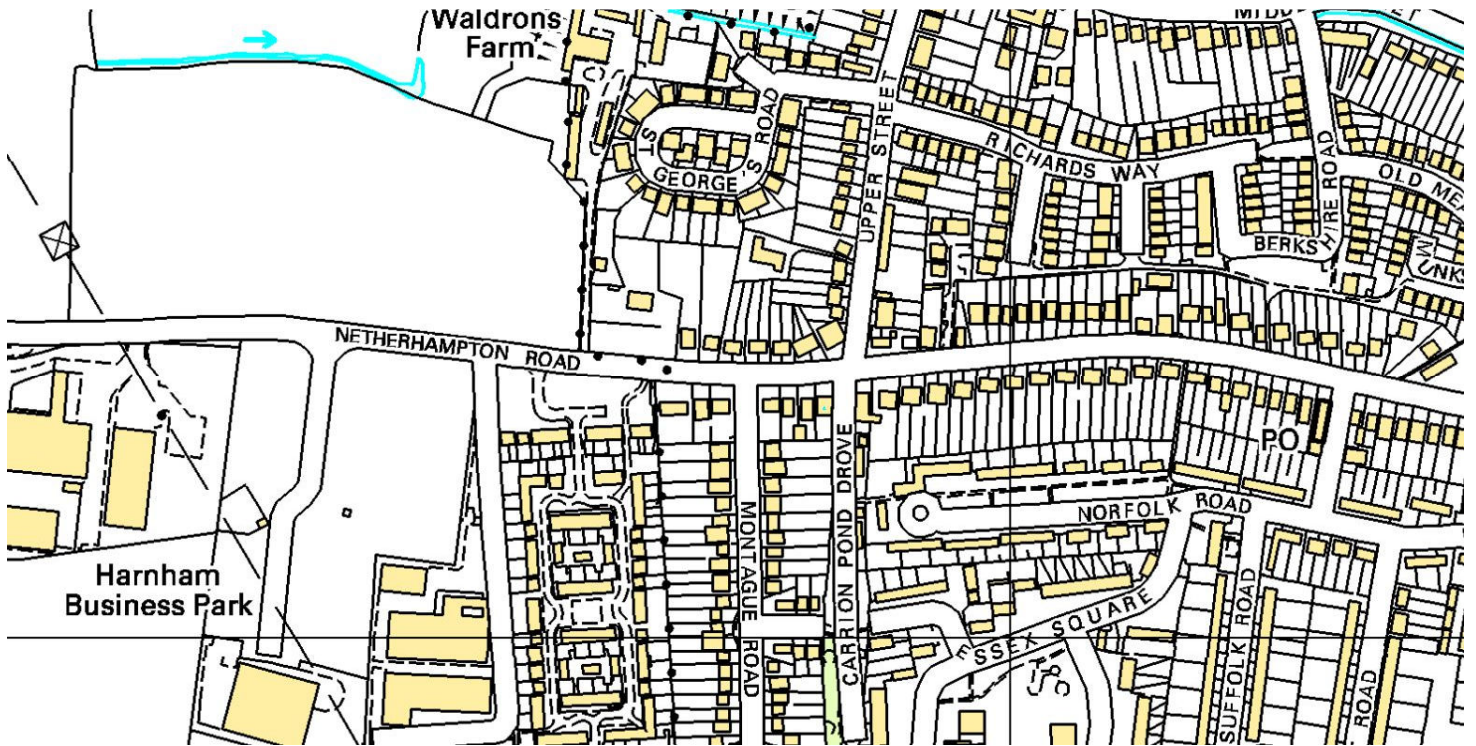 Waldrons
Farm
ST GEORGE'S ROAD
UPPER STREET
RICHARDS WAY
BERKSHIRE ROAD
NETHERHAMPTON ROAD
PO
NORFOLK ROAD
MONTAGUE ROAD
CARRION POND DROVE
Harnham
Business Park
ESSEX SQUARE
SUFFOLK ROAD
ROAD
OLD